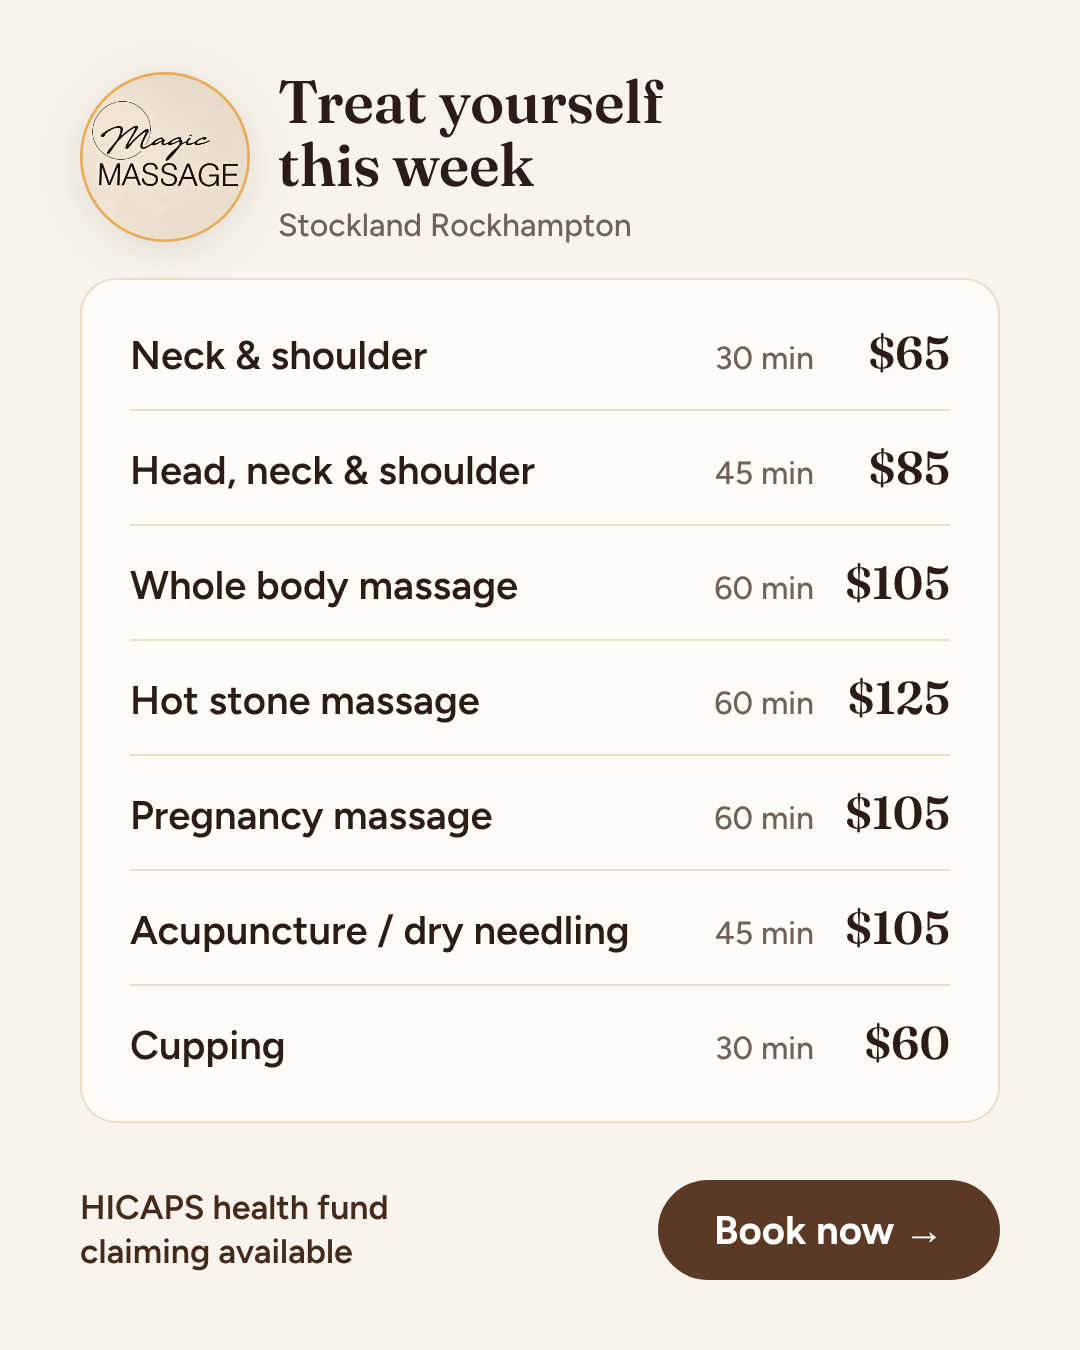 Magic
MASSAGE
Treat yourself
this week
Stockland Rockhampton
Neck & shoulder 30 min $65
Head, neck & shoulder 45 min $85
Whole body massage 60 min $105
Hot stone massage 60 min $125
Pregnancy massage 60 min $105
Acupuncture / dry needling 45 min $105
Cupping 30 min $60
HICAPS health fund
claiming available
Book now →